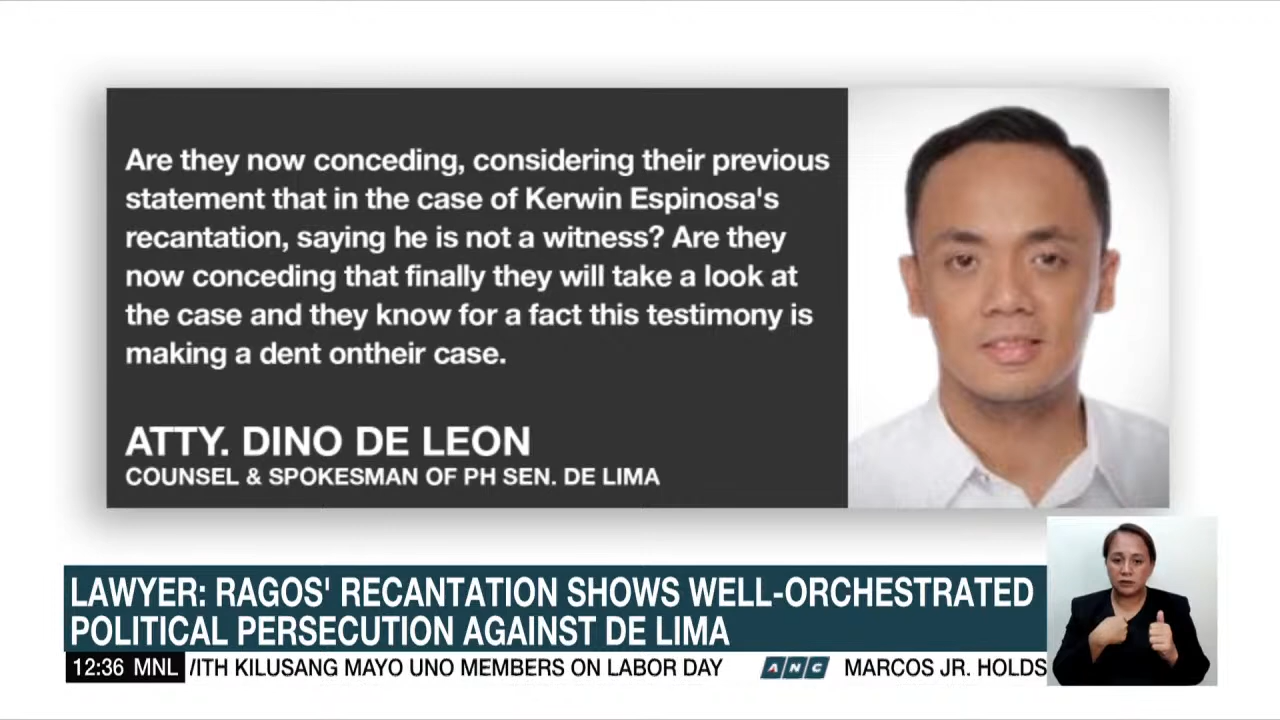 Are they now conceding, considering their previous
statement that in the case of Kerwin Espinosa's
recantation, saying he is not a witness? Are they
now conceding that finally they will take a look at
the case and they know for a fact this testimony is
making a dent ontheir case.
ATTY. DINO DE LEON
COUNSEL & SPOKESMAN OF PH SEN. DE LIMA
LAWYER: RAGOS' RECANTATION SHOWS WELL-ORCHESTRATED
POLITICAL PERSECUTION AGAINST DE LIMA
12:36 MNL /ITH KILUSANG MAYO UNO MEMBERS ON LABOR DAY ANC MARCOS JR. HOLDS